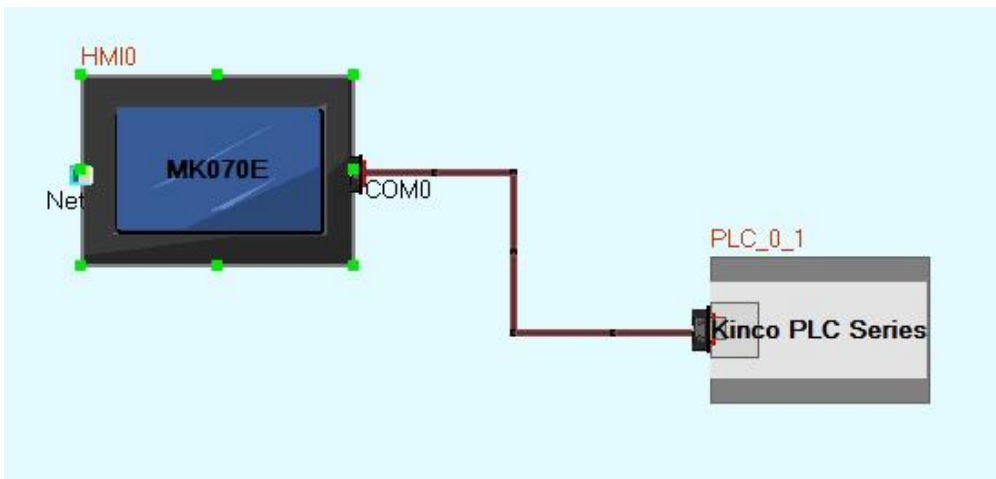 HMI0
MK070E
Net
COM0
PLC_0_1
Kinco PLC Series